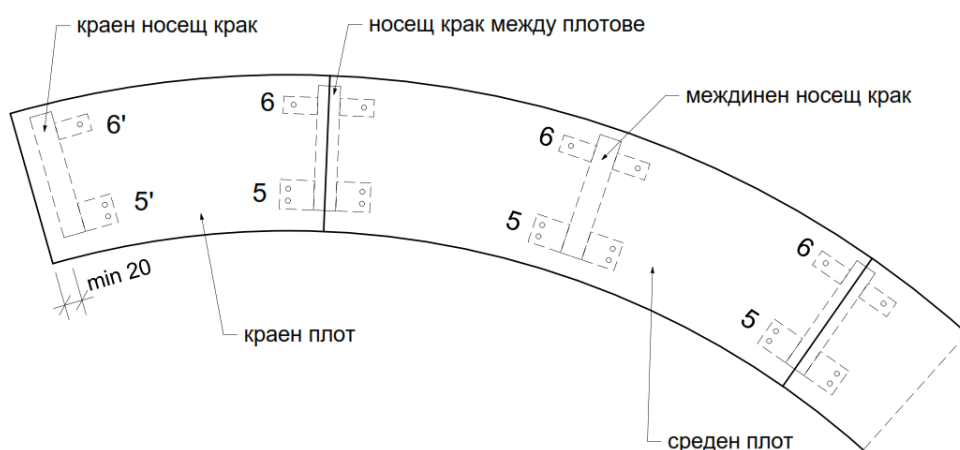 краен носещ крак
носещ крак между плотове
междинен носещ крак
6'
6
6
6
5'
5
5
5
min 20
краен плот
среден плот